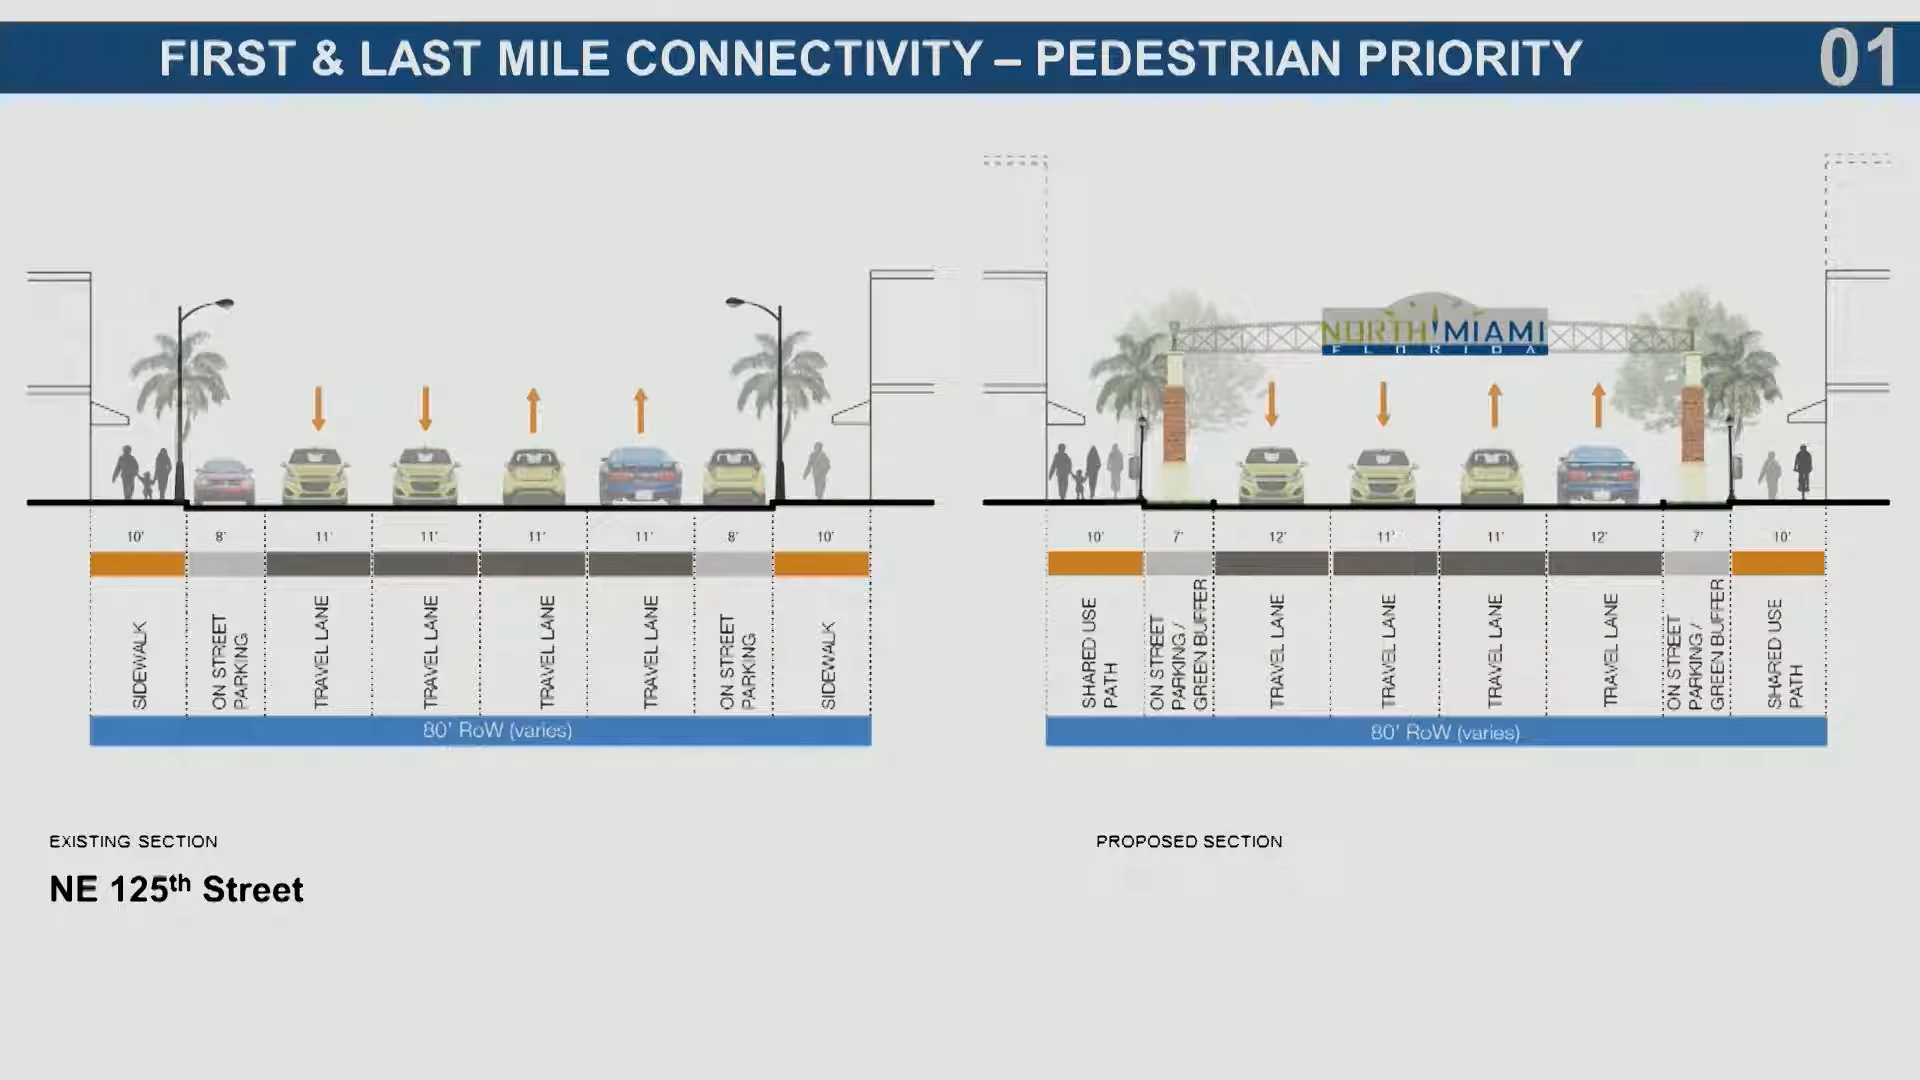 FIRST & LAST MILE CONNECTIVITY – PEDESTRIAN PRIORITY
01
10'
8'
11'
11'
11'
11'
8'
10'
SIDEWALK
ON STREET
PARKING
TRAVEL LANE
TRAVEL LANE
TRAVEL LANE
TRAVEL LANE
ON STREET
PARKING
SIDEWALK
80' RoW (varies)
EXISTING SECTION
NE 125th Street
NORTH MIAMI
FLORIDA
10'
7'
12'
11'
11'
12'
7'
10'
SHARED USE
PATH
ON STREET
PARKING /
GREEN BUFFER
TRAVEL LANE
TRAVEL LANE
TRAVEL LANE
TRAVEL LANE
ON STREET
PARKING /
GREEN BUFFER
SHARED USE
PATH
80' RoW (varies)
PROPOSED SECTION